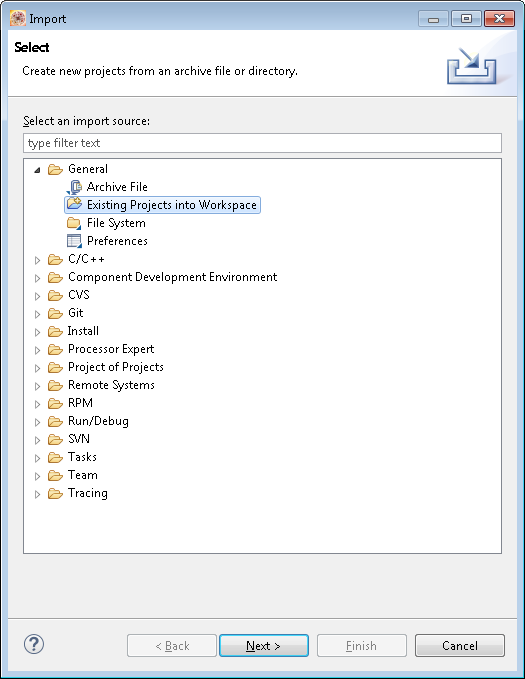 Import
Select
Create new projects from an archive file or directory.
Select an import source:
type filter text
General
Archive File
Existing Projects into Workspace
File System
Preferences
C/C++
Component Development Environment
CVS
Git
Install
Processor Expert
Project of Projects
Remote Systems
RPM
Run/Debug
SVN
Tasks
Team
Tracing
? < Back Next > Finish Cancel